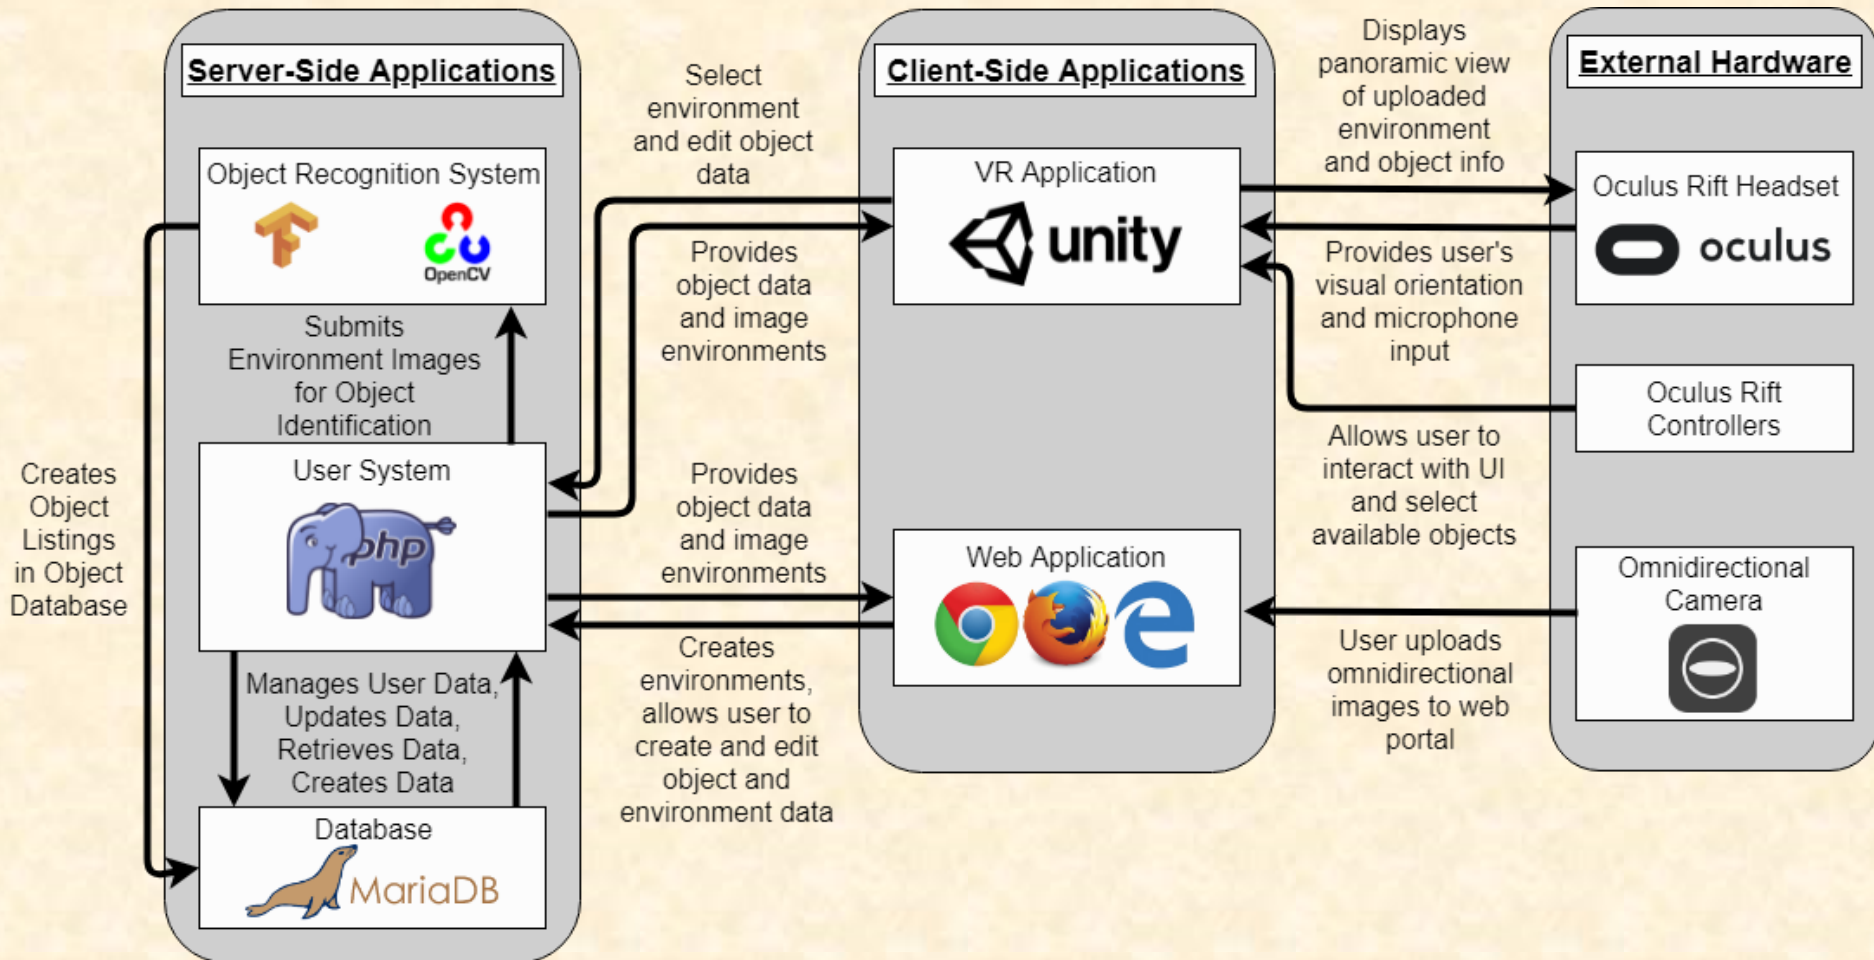 Server-Side Applications
Object Recognition System
OpenCV
Submits
Environment Images
for Object
Identification
User System
php
Manages User Data,
Updates Data,
Retrieves Data,
Creates Data
Database
MariaDB
Creates
Object
Listings
in Object
Database
Select
environment
and edit object
data
Provides
object data
and image
environments
Provides
object data
and image
environments
Creates
environments,
allows user to
create and edit
object and
environment data
Client-Side Applications
VR Application
unity
Web Application
Displays
panoramic view
of uploaded
environment
and object info
Provides user's
visual orientation
and microphone
input
Allows user to
interact with UI
and select
available objects
User uploads
omnidirectional
images to web
portal
External Hardware
Oculus Rift Headset
oculus
Oculus Rift
Controllers
Omnidirectional
Camera